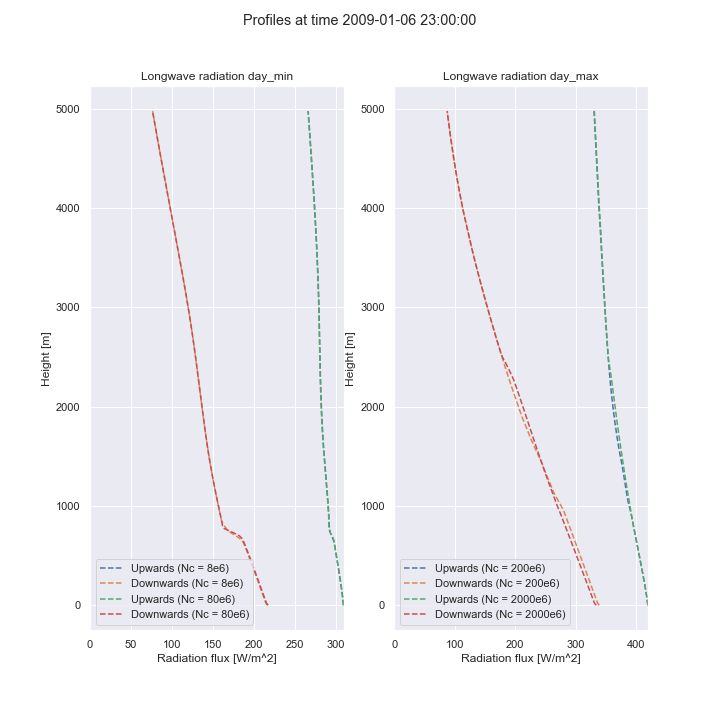 Profiles at time 2009-01-06 23:00:00
Longwave radiation day_min
5000
4000
3000
2000
1000
0
Height [m]
Upwards (Nc = 8e6)
Downwards (Nc = 8e6)
Upwards (Nc = 80e6)
Downwards (Nc = 80e6)
0 50 100 150 200 250 300
Radiation flux [W/m^2]
Longwave radiation day_max
5000
4000
3000
2000
1000
0
Height [m]
Upwards (Nc = 200e6)
Downwards (Nc = 200e6)
Upwards (Nc = 2000e6)
Downwards (Nc = 2000e6)
0 100 200 300 400
Radiation flux [W/m^2]